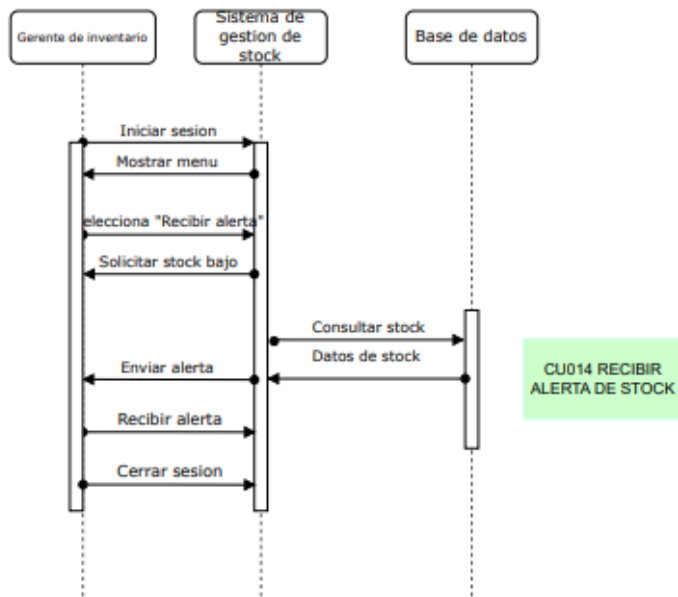 Gerente de inventario
Sistema de
gestion de
stock
Base de datos
Iniciar sesion
Mostrar menu
elecciona "Recibir alerta"
Solicitar stock bajo
Consultar stock
Datos de stock
Enviar alerta
Recibir alerta
Cerrar sesion
CU014 RECIBIR
ALERTA DE STOCK